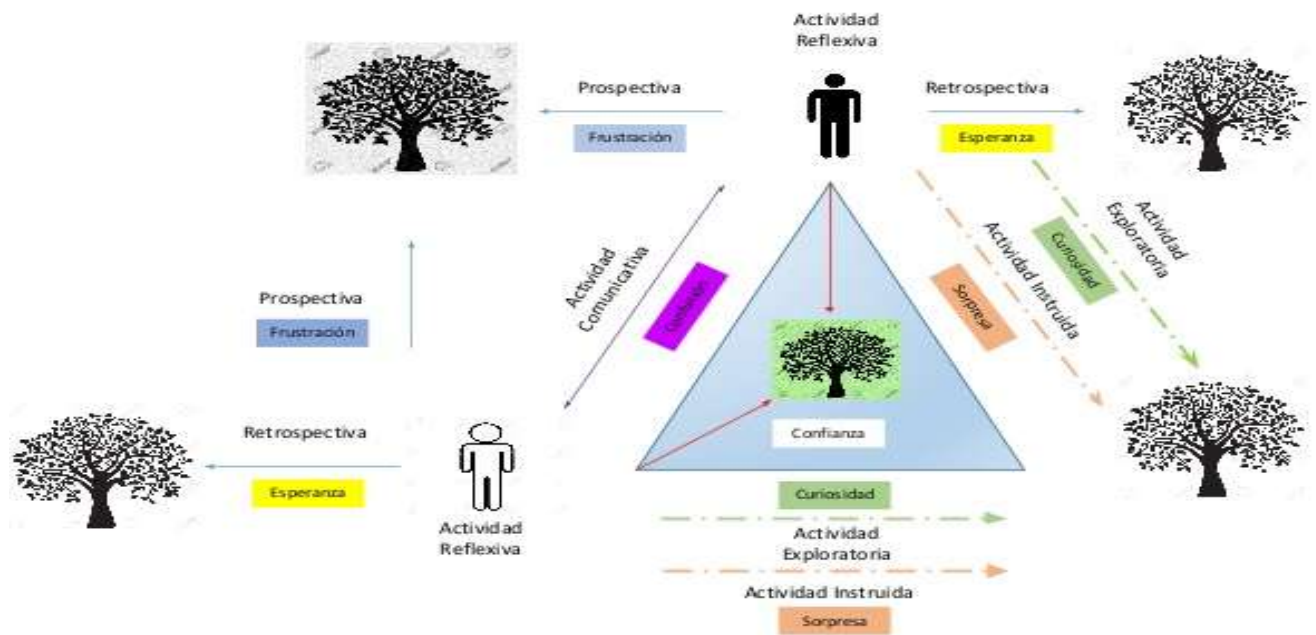 Actividad
Reflexiva
Prospectiva
Frustración
Retrospectiva
Esperanza
Actividad
Comunicativa
Actividad Instruida
Sorpresa
Actividad
Exploratoria
Curiosidad
Prospectiva
Frustración
Retrospectiva
Esperanza
Actividad
Reflexiva
Confianza
Curiosidad
Actividad
Exploratoria
Actividad Instruida
Sorpresa